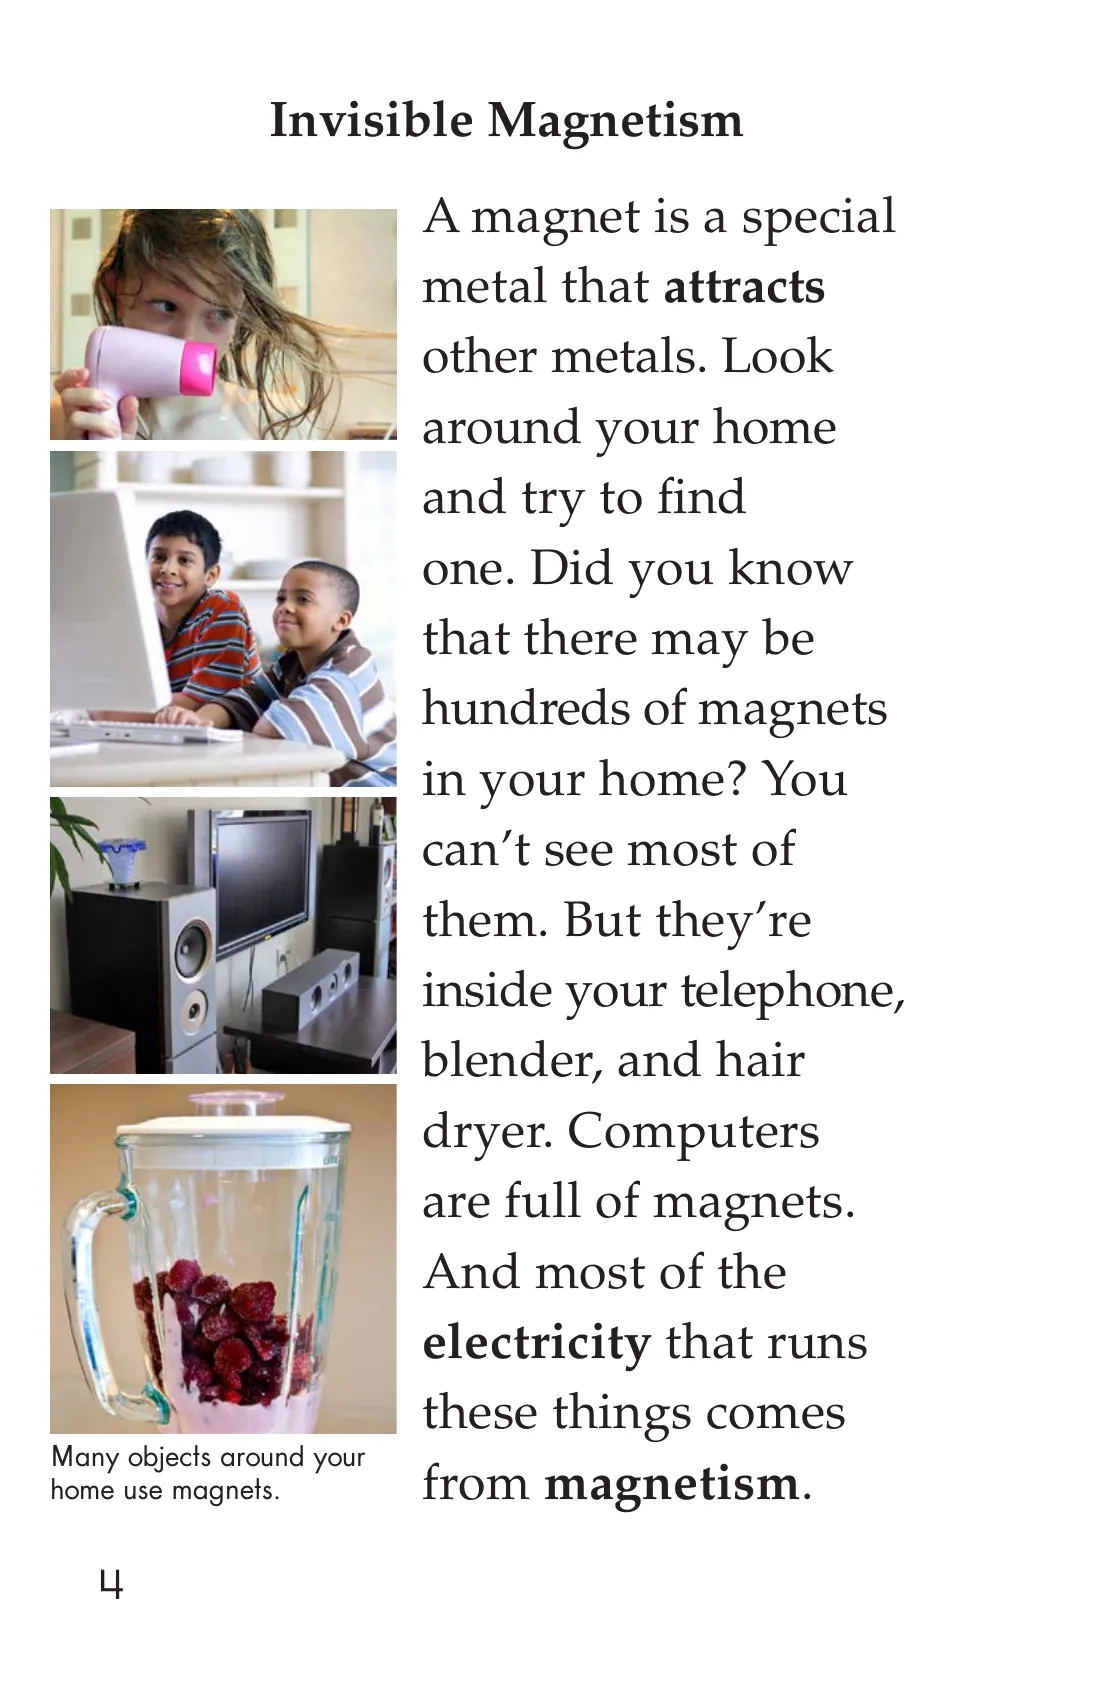 Invisible Magnetism
A magnet is a special
metal that attracts
other metals. Look
around your home
and try to find
one. Did you know
that there may be
hundreds of magnets
in your home? You
can’t see most of
them. But they’re
inside your telephone,
blender, and hair
dryer. Computers
are full of magnets.
And most of the
electricity that runs
these things comes
from magnetism.
Many objects around your
home use magnets.
4